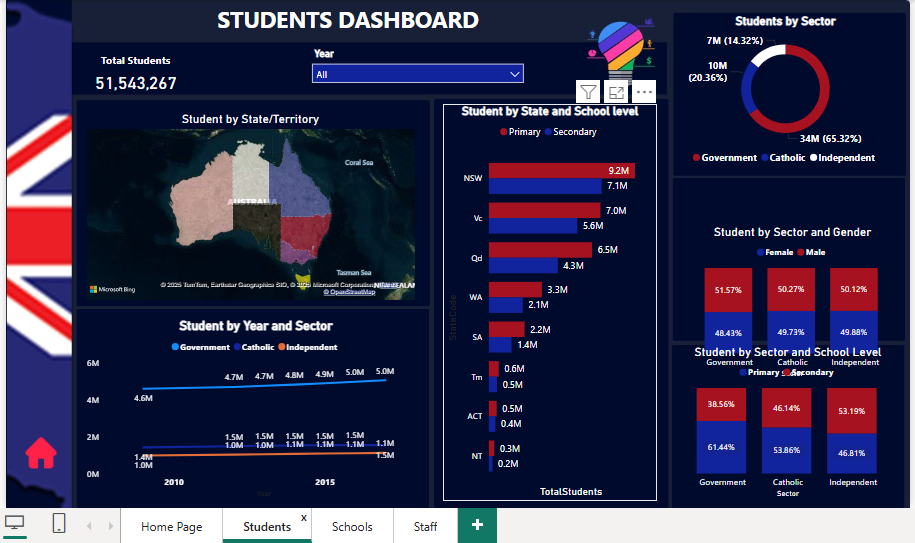 STUDENTS DASHBOARD
Total Students
51,543,267
Year
All
$
Students by Sector
7M (14.32%)
10M
(20.36%)
34M (65.32%)
Government Catholic Independent
Student by State/Territory
Coral Sea
AUSTRALIA
Tasman Sea
Microsoft Bing
© 2025 TomTom, Earthstar Geographics SIO, © 2025 Microsoft Corporation
© OpenStreetMap
Student by Year and Sector
Government Catholic Independent
6M
4M
2M
0M
4.6M
4.7M 4.7M 4.8M 4.9M 5.0M 5.0M
1.4M
1.5M 1.5M 1.5M 1.5M 1.5M
1.0M
1.0M 1.0M 1.1M 1.1M 1.1M 1.1M
1.5M
2010 2015
Year
Student by State and School level
Primary Secondary
StateCode
NSW 9.2M
7.1M
Vc 7.0M
5.6M
Qd 6.5M
4.3M
WA 3.3M
2.1M
SA 2.2M
1.4M
Tm 0.6M
0.5M
ACT 0.5M
0.4M
NT 0.3M
0.2M
TotalStudents
Student by Sector and Gender
Female Male
51.57% 50.27% 50.12%
48.43% 49.73% 49.88%
Government Catholic Independent
Student by Sector and School Level
Primary Secondary
38.56% 46.14% 53.19%
61.44% 53.86% 46.81%
Government Catholic Independent
Sector
Home Page Students x Schools Staff +